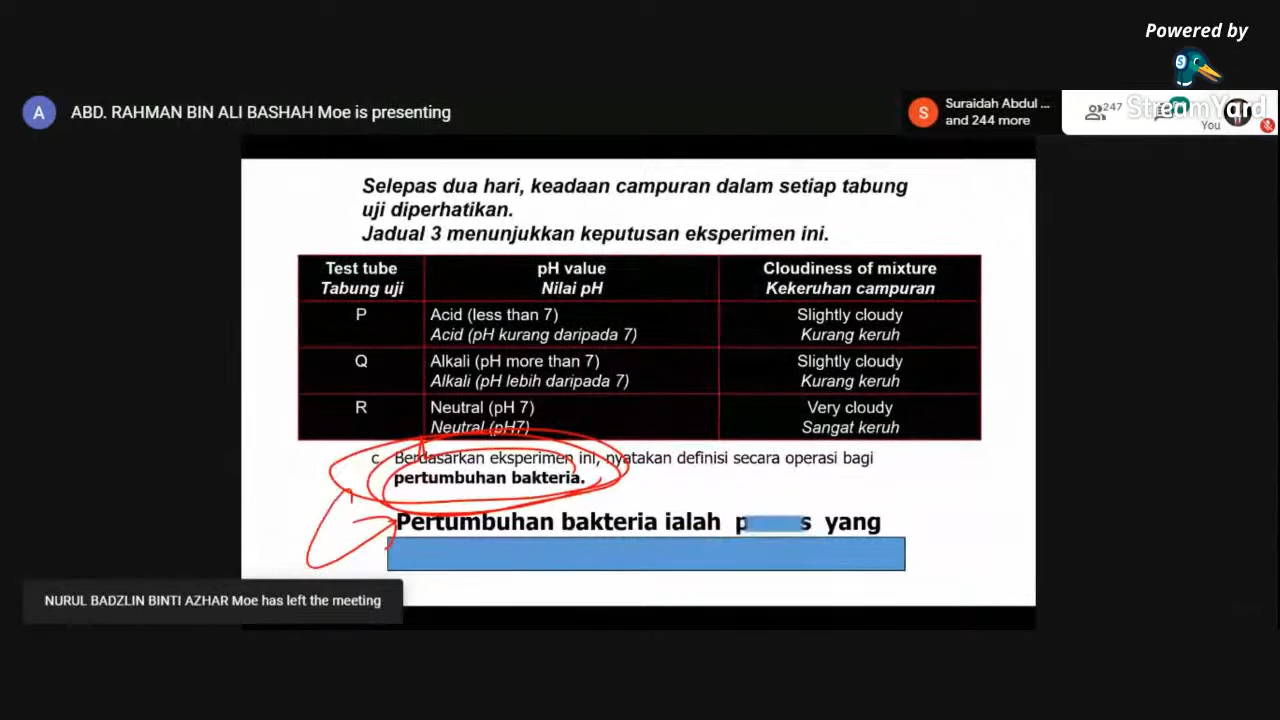 Powered by
StreamYard
A
ABD. RAHMAN BIN ALI BASHAH Moe is presenting
S
Suraidah Abdul ...
and 244 more
247
You
Selepas dua hari, keadaan campuran dalam setiap tabung
uji diperhatikan.
Jadual 3 menunjukkan keputusan eksperimen ini.
Test tube pH value Cloudiness of mixture
Tabung uji Nilai pH Kekeruhan campuran
P Acid (less than 7) Slightly cloudy
Acid (pH kurang daripada 7) Kurang keruh
Q Alkali (pH more than 7) Slightly cloudy
Alkali (pH lebih daripada 7) Kurang keruh
R Neutral (pH 7) Very cloudy
Neutral (pH7) Sangat keruh
c. Berdasarkan eksperimen ini, nyatakan definisi secara operasi bagi
pertumbuhan bakteria.
Pertumbuhan bakteria ialah p s yang
NURUL BADZLIN BINTI AZHAR Moe has left the meeting